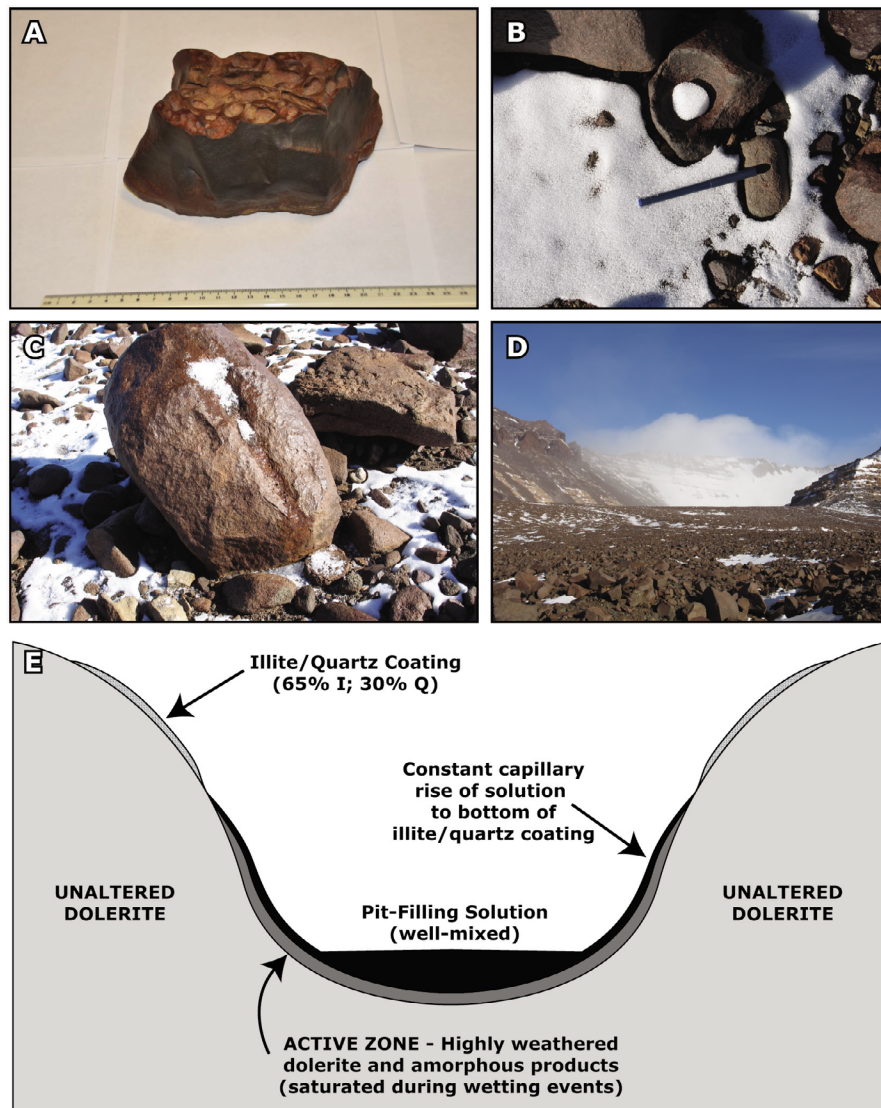 A
B
C
D
E
Illite/Quartz Coating
(65% I; 30% Q)
Constant capillary
rise of solution
to bottom of
illite/quartz coating
UNALTERED
DOLERITE
UNALTERED
DOLERITE
Pit-Filling Solution
(well-mixed)
ACTIVE ZONE - Highly weathered
dolerite and amorphous products
(saturated during wetting events)